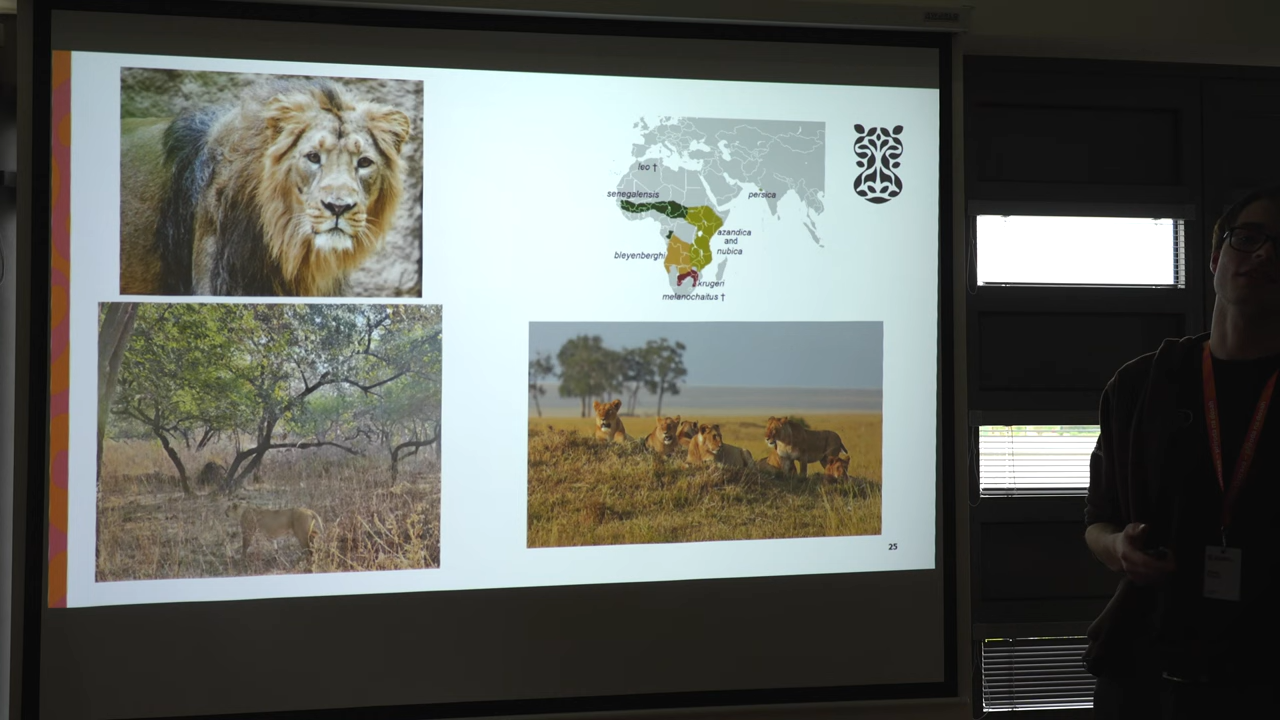 leo †
senegalensis
persica
azandica
and
nubica
bleyenberghi
krugeri
melanochaitus †
25